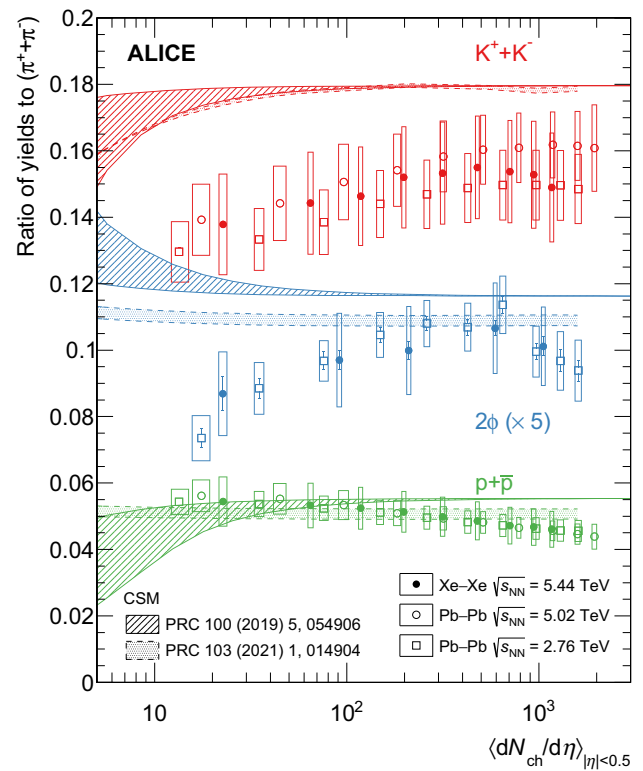 ALICE
K⁺+K⁻
Ratio of yields to (π⁺+π⁻)
0.2
0.18
0.16
0.14
0.12
0.1
0.08
0.06
0.04
0.02
0
2ϕ (× 5)
p+p̅
CSM
PRC 100 (2019) 5, 054906
PRC 103 (2021) 1, 014904
Xe–Xe √s_NN = 5.44 TeV
Pb–Pb √s_NN = 5.02 TeV
Pb–Pb √s_NN = 2.76 TeV
10
10²
10³
⟨dN_ch/dη⟩_|η|<0.5